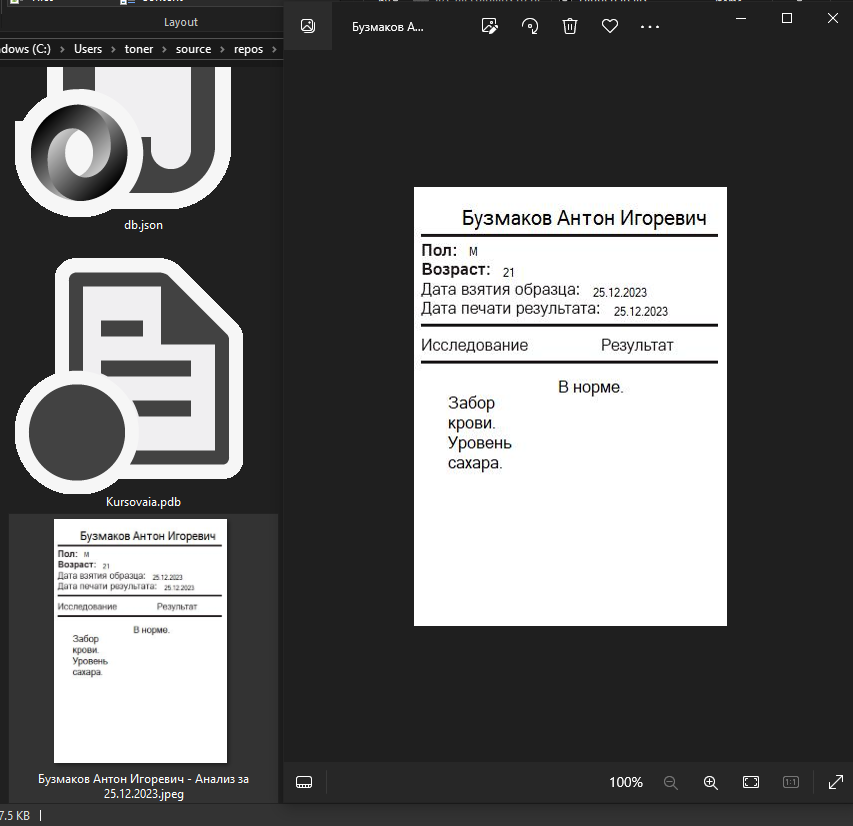 Layout
dows (C:) > Users > toner > source > repos >
db.json
Kursovaia.pdb
Бузмаков Антон Игоревич
Пол: М
Возраст: 21
Дата взятия образца: 25.12.2023
Дата печати результата: 25.12.2023
Исследование Результат
В норме.
Забор
крови.
Уровень
сахара.
Бузмаков Антон Игоревич - Анализ за
25.12.2023.jpeg
7.5 KB
Бузмаков А...
Бузмаков Антон Игоревич
Пол: М
Возраст: 21
Дата взятия образца: 25.12.2023
Дата печати результата: 25.12.2023
Исследование Результат
В норме.
Забор
крови.
Уровень
сахара.
100%
1:1